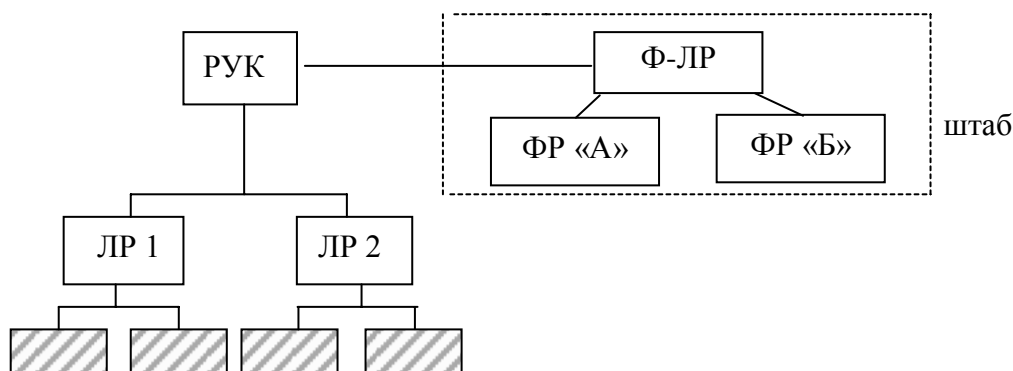 РУК
Ф-ЛР
ФР «А»
ФР «Б»
штаб
ЛР 1
ЛР 2